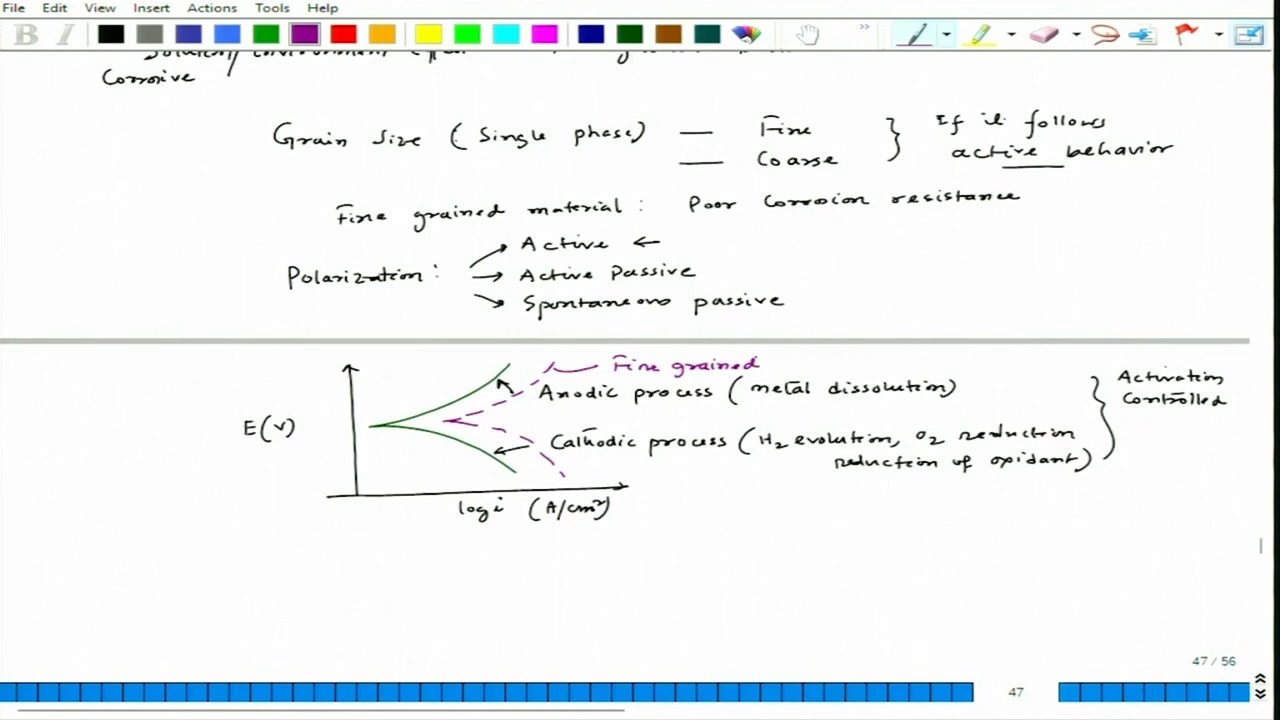 File Edit View Insert Actions Tools Help
B I
Corrosive
Grain size (single phase) — Fine
— Coarse
If it follows
active behavior
Fine grained material : Poor corrosion resistance
Polarization :
Active ←
Active Passive
Spontaneous passive
Fine grained
Anodic process (metal dissolution)
Activation
controlled
E(V)
Cathodic process (H2 evolution, O2 reduction
reduction of oxidant)
log i (A/cm²)
47 / 56
47